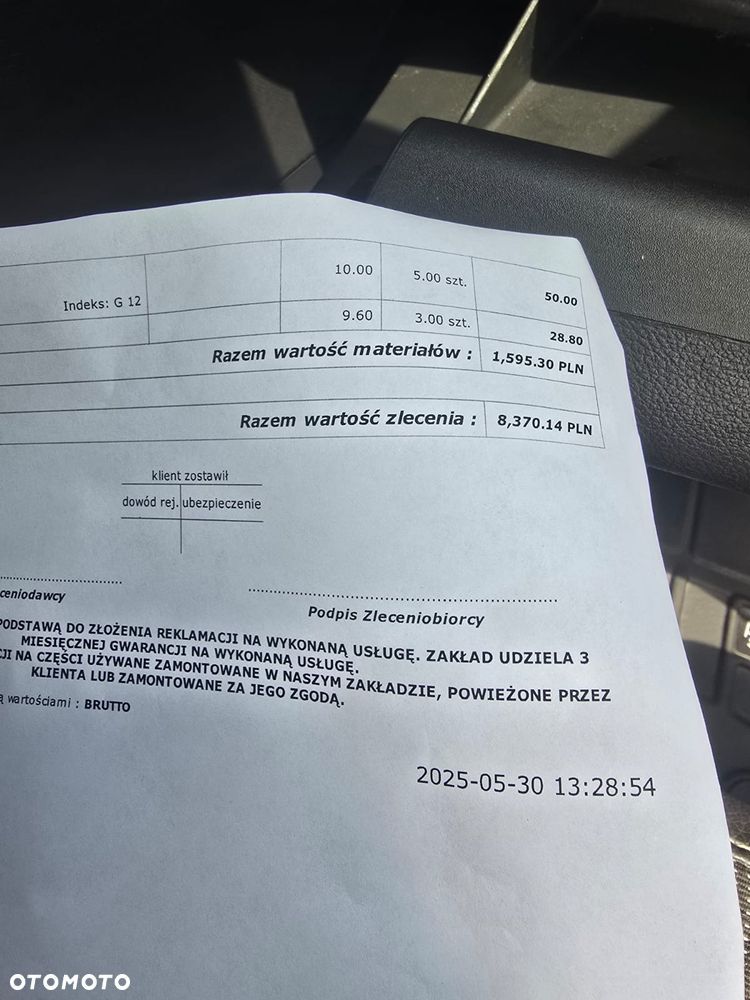 10.00 5.00 szt. 50.00
Indeks: G 12
9.60 3.00 szt. 28.80
Razem wartość materiałów : 1,595.30 PLN
Razem wartość zlecenia : 8,370.14 PLN
klient zostawił
dowód rej. ubezpieczenie
ceniodawcy
Podpis Zleceniobiorcy
PODSTAWĄ DO ZŁOŻENIA REKLAMACJI NA WYKONANĄ USŁUGĘ. ZAKŁAD UDZIELA 3
MIESIĘCZNEJ GWARANCJI NA WYKONANĄ USŁUGĘ.
CJI NA CZĘŚCI UŻYWANE ZAMONTOWANE W NASZYM ZAKŁADZIE, POWIEŻONE PRZEZ
KLIENTA LUB ZAMONTOWANE ZA JEGO ZGODĄ.
ą wartościami : BRUTTO
2025-05-30 13:28:54
OTOMOTO